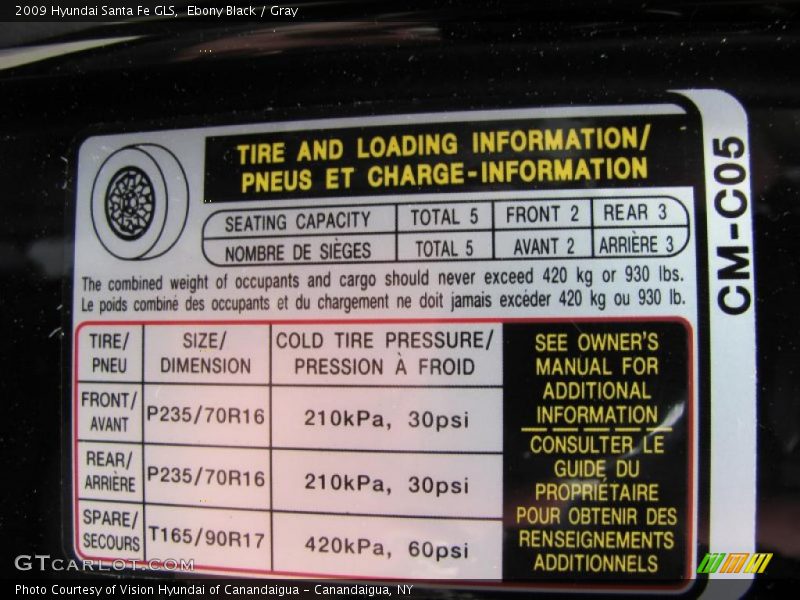 2009 Hyundai Santa Fe GLS, Ebony Black / Gray
TIRE AND LOADING INFORMATION/
PNEUS ET CHARGE-INFORMATION
SEATING CAPACITY TOTAL 5 FRONT 2 REAR 3
NOMBRE DE SIÈGES TOTAL 5 AVANT 2 ARRIÈRE 3
The combined weight of occupants and cargo should never exceed 420 kg or 930 lbs.
Le poids combiné des occupants et du chargement ne doit jamais excéder 420 kg ou 930 lb.
CM-C05
TIRE/
PNEU
SIZE/
DIMENSION
COLD TIRE PRESSURE/
PRESSION À FROID
FRONT/
AVANT
P235/70R16
210kPa, 30psi
REAR/
ARRIÈRE
P235/70R16
210kPa, 30psi
SPARE/
SECOURS
T165/90R17
420kPa, 60psi
SEE OWNER'S
MANUAL FOR
ADDITIONAL
INFORMATION
CONSULTER LE
GUIDE DU
PROPRIÉTAIRE
POUR OBTENIR DES
RENSEIGNEMENTS
ADDITIONNELS
GTCARLOT.COM
Photo Courtesy of Vision Hyundai of Canandaigua - Canandaigua, NY